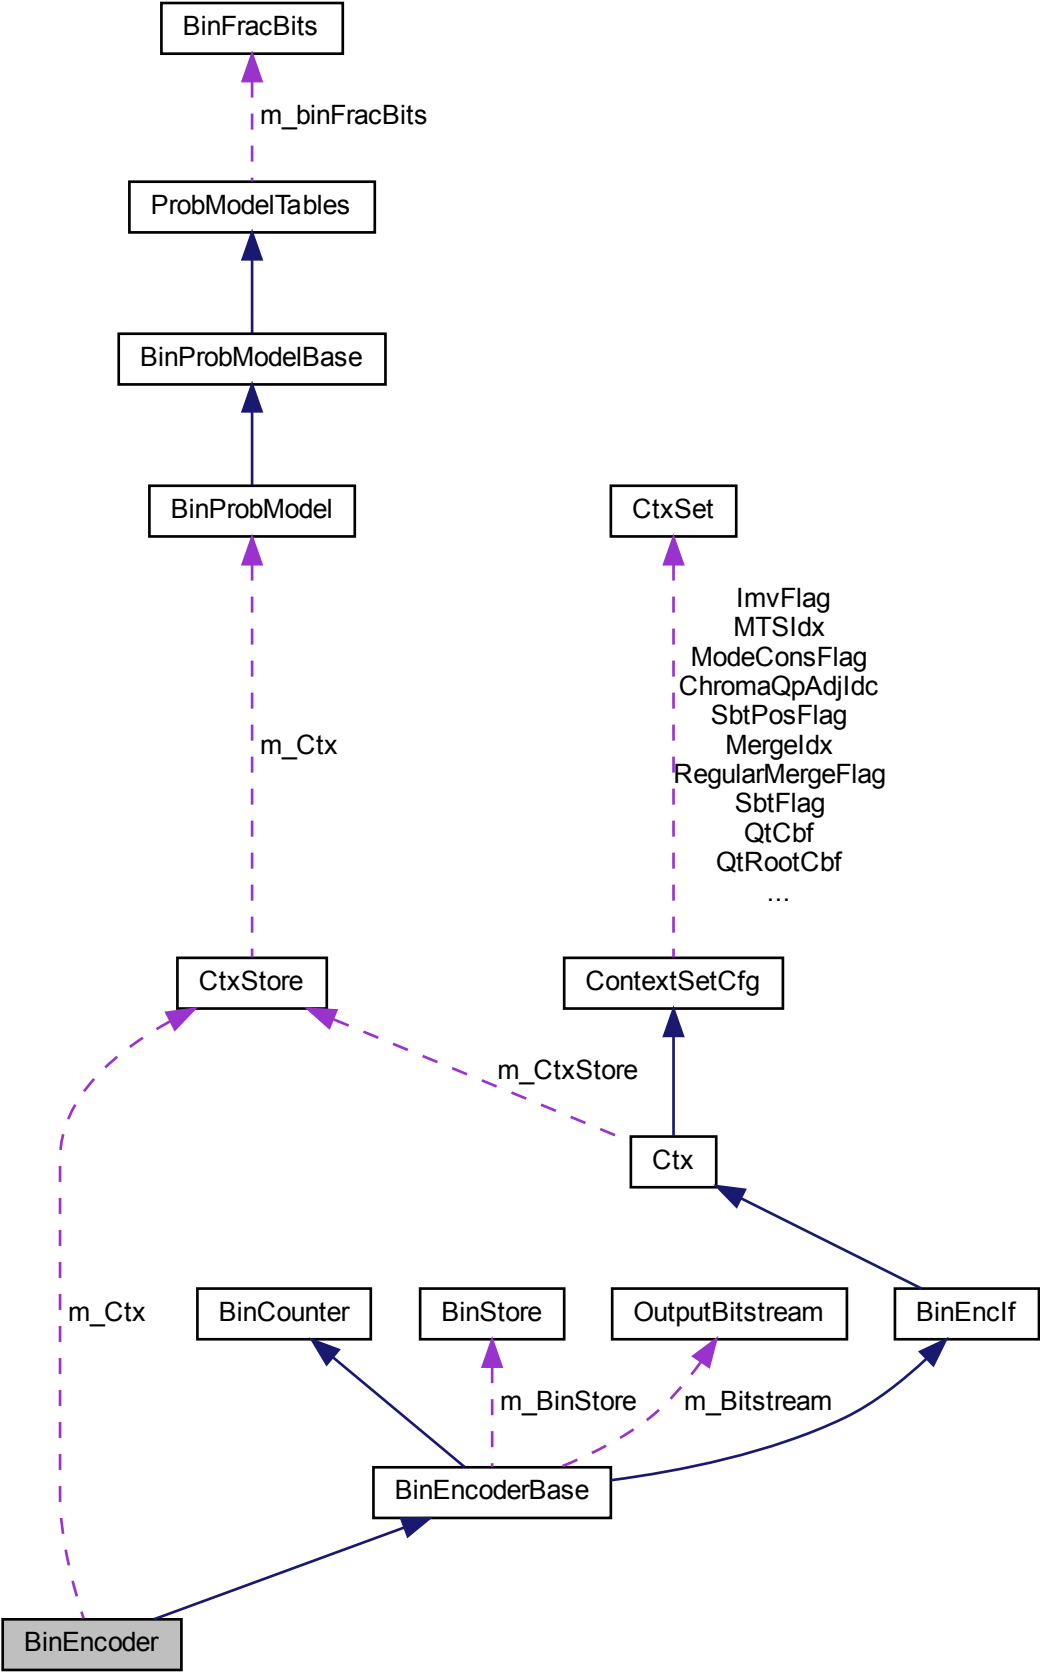 BinFracBits
m_binFracBits
ProbModelTables
BinProbModelBase
BinProbModel
CtxSet
ImvFlag
MTSIdx
ModeConsFlag
ChromaQpAdjIdc
SbtPosFlag
m_Ctx
MergeIdx
RegularMergeFlag
SbtFlag
QtCbf
QtRootCbf
...
CtxStore
ContextSetCfg
m_CtxStore
Ctx
m_Ctx
BinCounter
BinStore
OutputBitstream
BinEncIf
m_BinStore
m_Bitstream
BinEncoderBase
BinEncoder